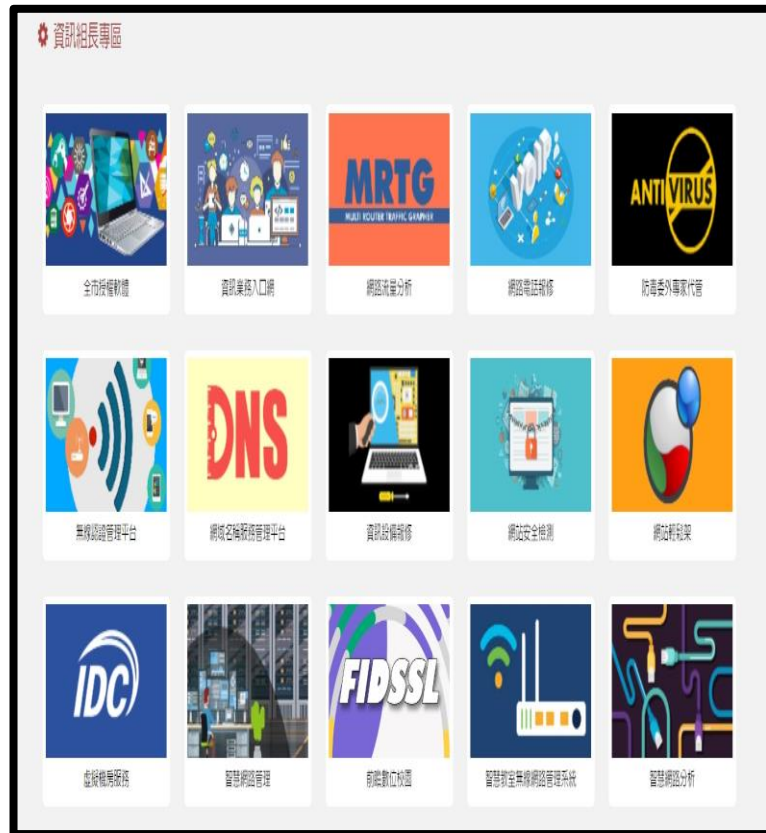 資訊組長專區
MRTG
MULTI ROUTER TRAFFIC GRAPHER
VOIP
ANTIVIRUS
全市授權軟體
資訊業務入口網
網路流量分析
網路電話報修
防毒委外專家代管
DNS
無線認證管理平台
網域名稱服務管理平台
資訊設備報修
網站安全檢測
網站輕鬆架
IDC
FIDSSL
虛擬機房服務
智慧網路管理
前瞻數位校園
智慧教室無線網路管理系統
智慧網路分析